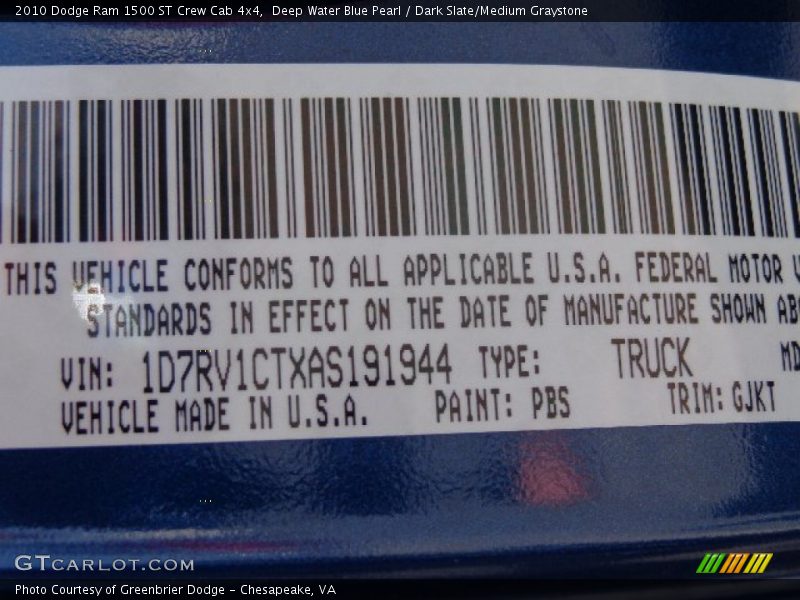 2010 Dodge Ram 1500 ST Crew Cab 4x4,  Deep Water Blue Pearl / Dark Slate/Medium Graystone
THIS VEHICLE CONFORMS TO ALL APPLICABLE U.S.A. FEDERAL MOTOR
STANDARDS IN EFFECT ON THE DATE OF MANUFACTURE SHOWN AB
VIN: 1D7RV1CTXAS191944 TYPE: TRUCK MD
VEHICLE MADE IN U.S.A. PAINT: PBS TRIM: GJKT
GTCARLOT.COM
Photo Courtesy of Greenbrier Dodge - Chesapeake, VA